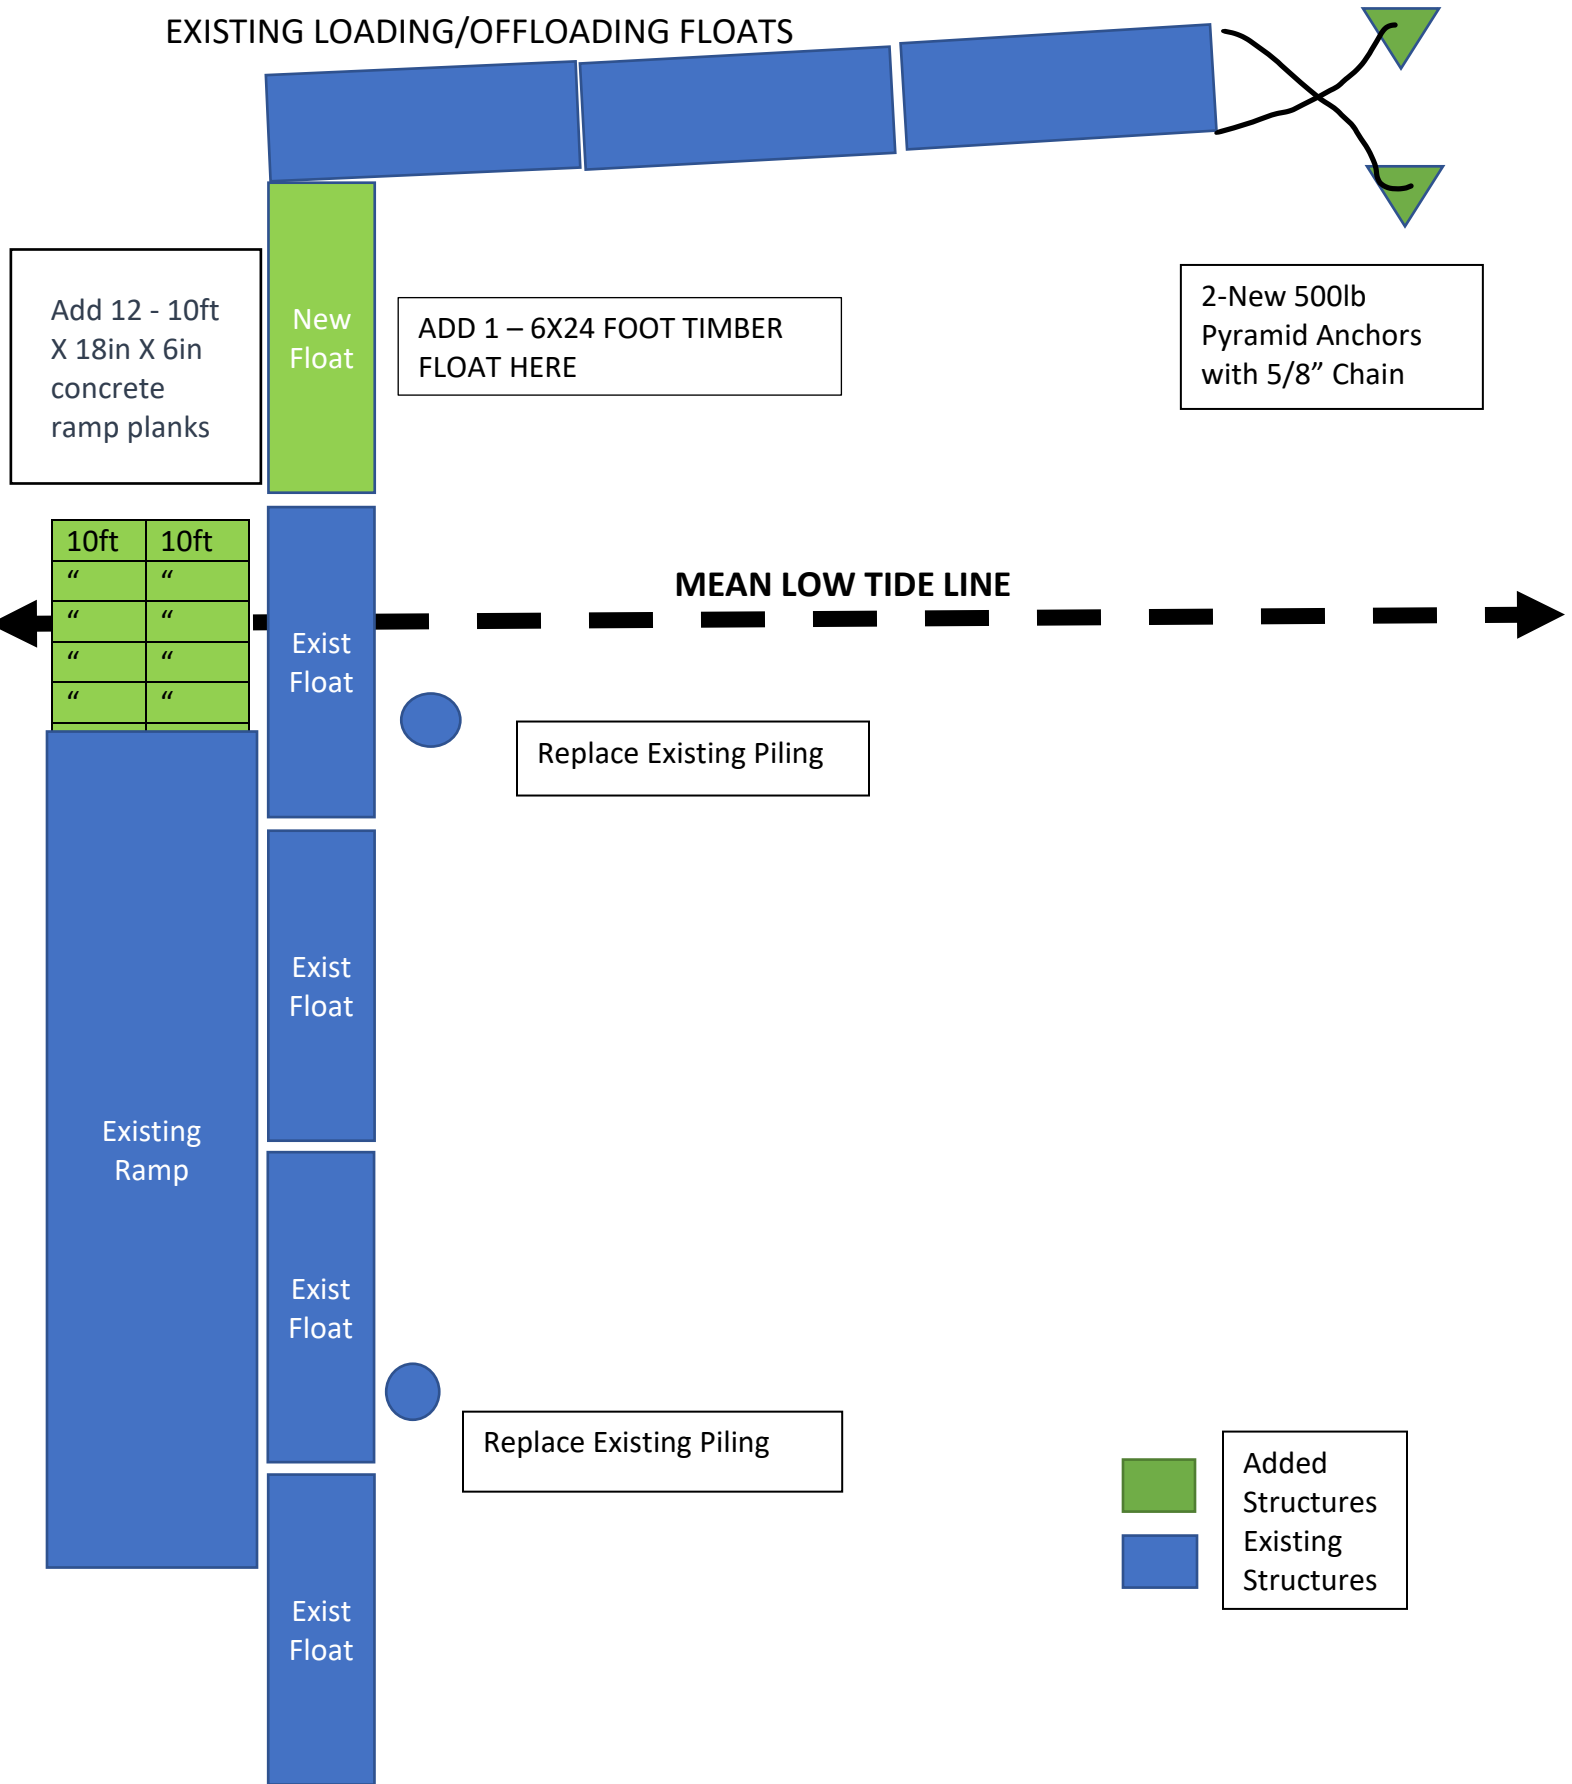 EXISTING LOADING/OFFLOADING FLOATS
Add 12 - 10ft
X 18in X 6in
concrete
ramp planks
New
Float
ADD 1 – 6X24 FOOT TIMBER
FLOAT HERE
2-New 500lb
Pyramid Anchors
with 5/8” Chain
10ft 10ft
“ “
“ “
“ “
“ “
MEAN LOW TIDE LINE
Exist
Float
Replace Existing Piling
Exist
Float
Existing
Ramp
Exist
Float
Replace Existing Piling
Added
Structures
Existing
Structures
Exist
Float